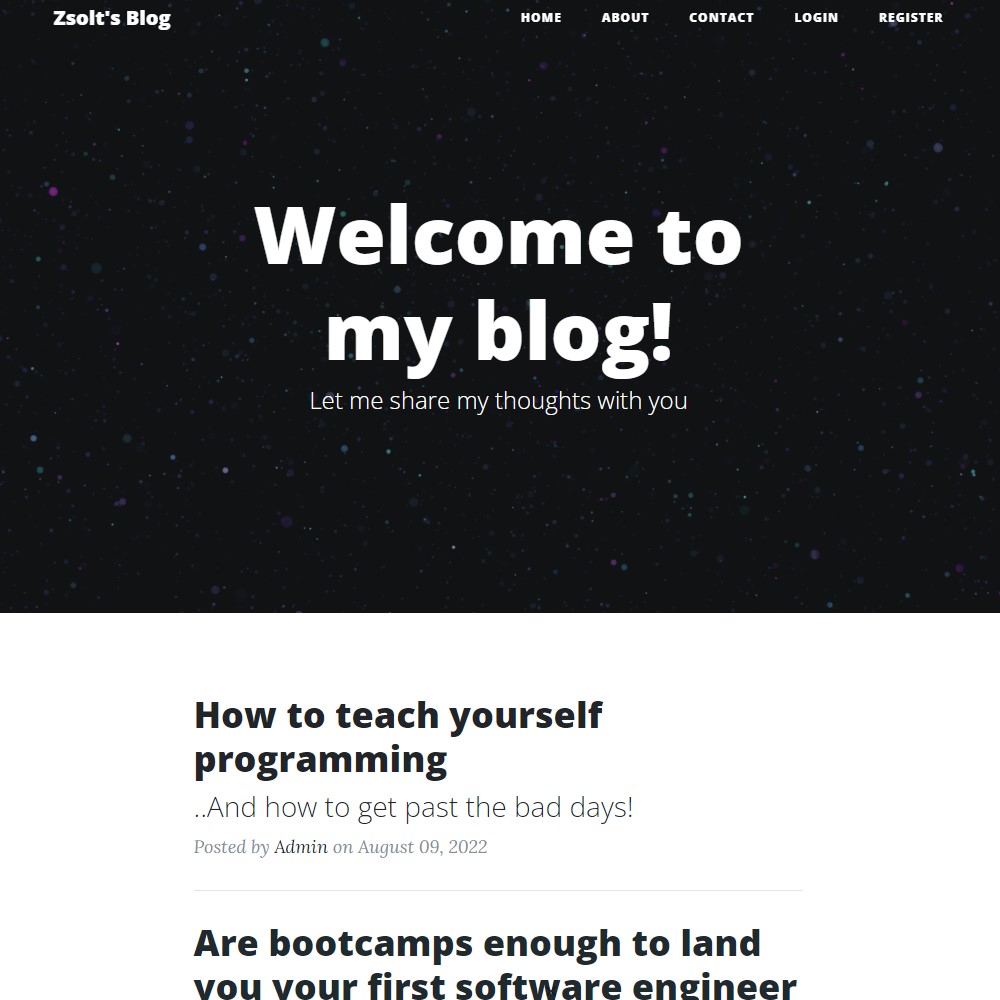 Zsolt's Blog
HOME ABOUT CONTACT LOGIN REGISTER
Welcome to
my blog!
Let me share my thoughts with you
How to teach yourself
programming
..And how to get past the bad days!
Posted by Admin on August 09, 2022
Are bootcamps enough to land
you your first software engineer